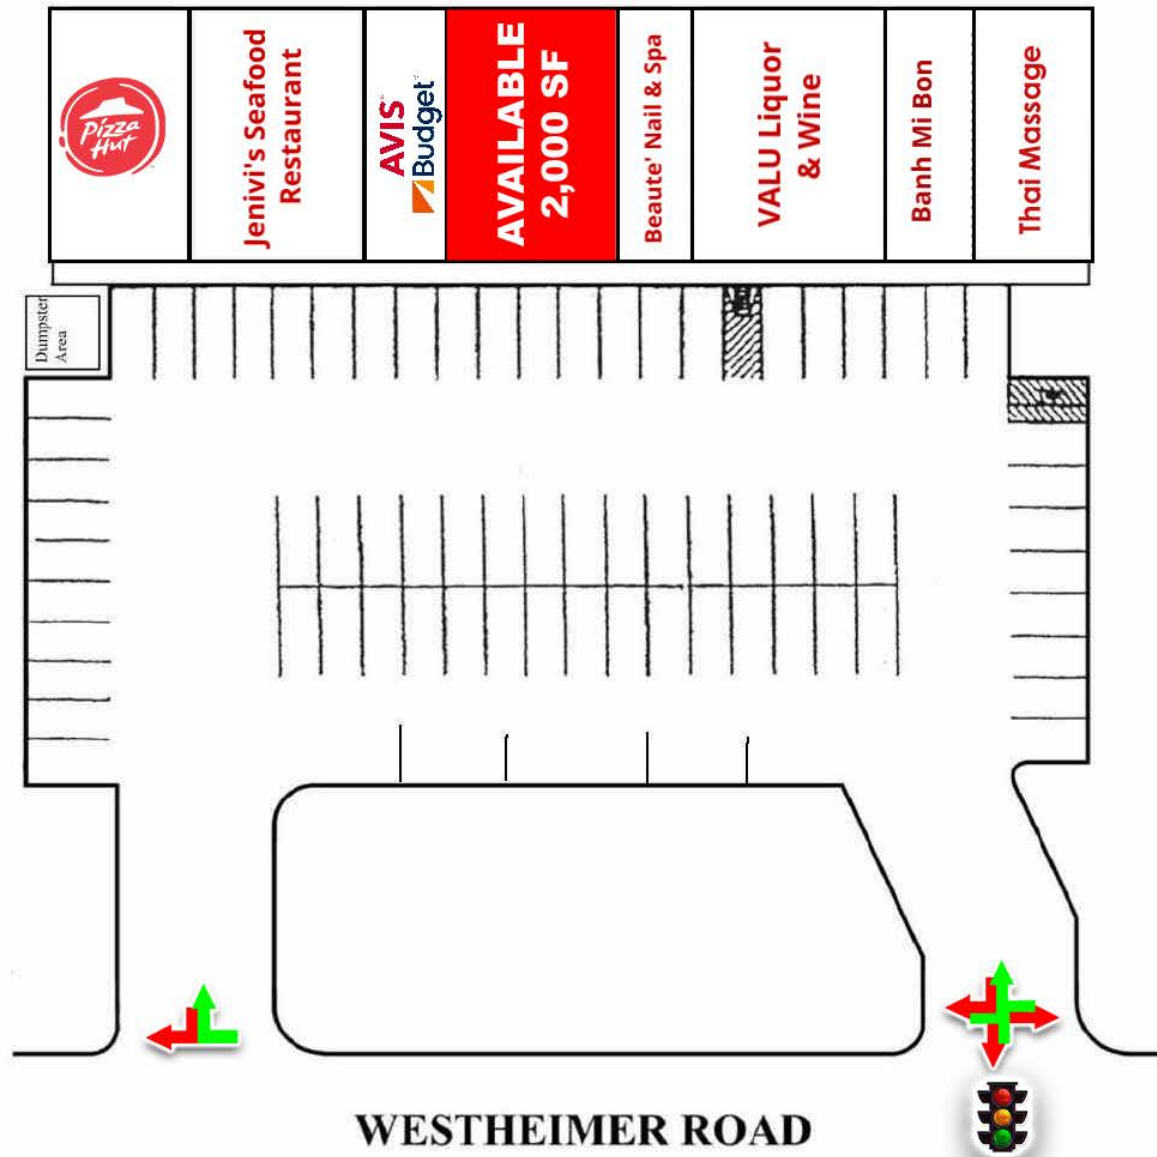 Pizza
Hut
Jenivi's Seafood
Restaurant
AVIS
Budget
AVAILABLE
2,000 SF
Beaute' Nail & Spa
VALU Liquor
& Wine
Banh Mi Bon
Thai Massage
Dumpster
Area
WESTHEIMER ROAD